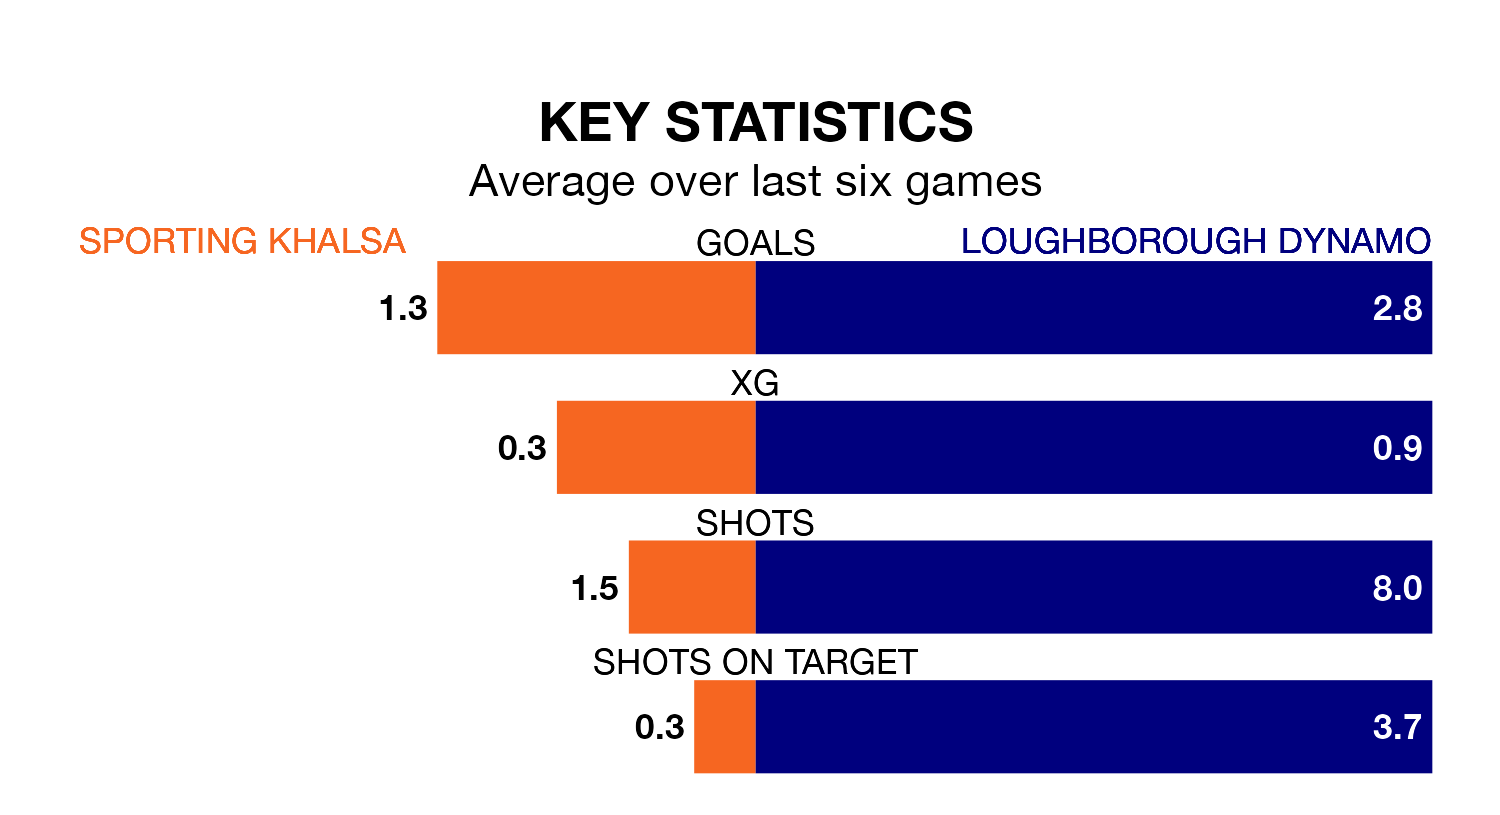 KEY STATISTICS
Average over last six games
SPORTING KHALSA GOALS LOUGHBOROUGH DYNAMO
1.3 2.8
XG
0.3 0.9
SHOTS
1.5 8.0
SHOTS ON TARGET
0.3 3.7